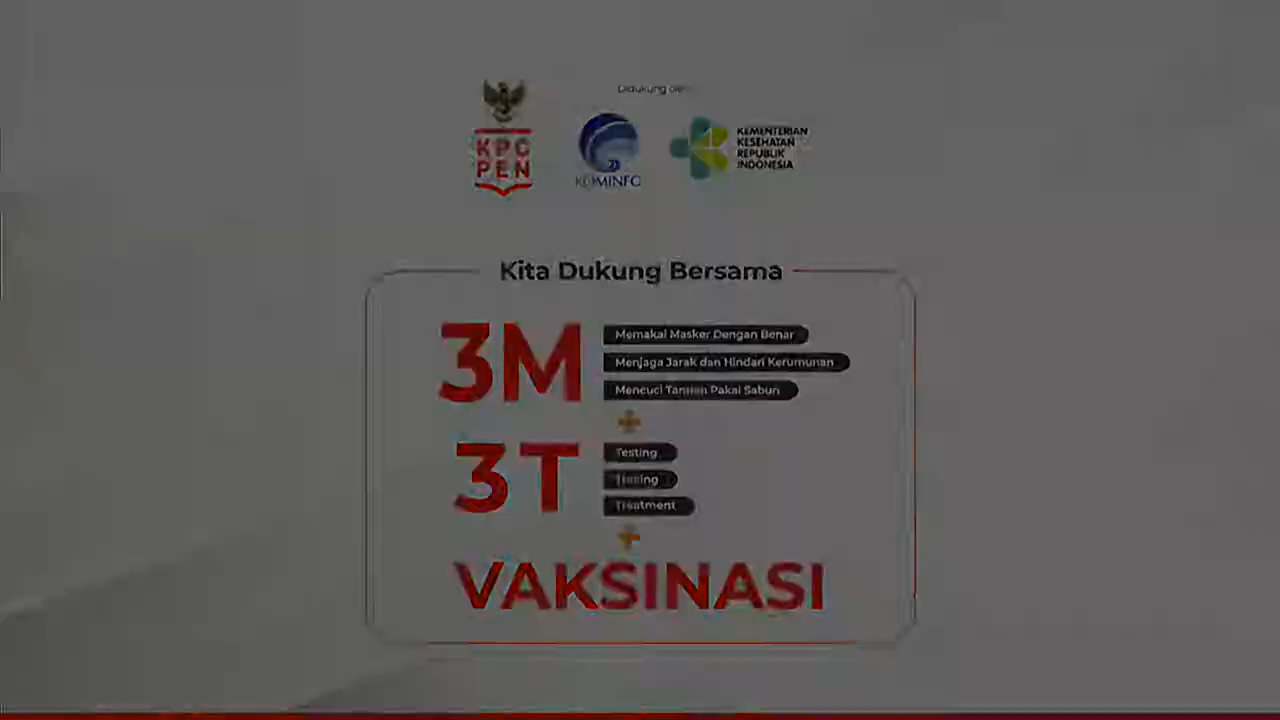 Didukung oleh
KPC
PEN
KOMINFO
KEMENTERIAN
KESEHATAN
REPUBLIK
INDONESIA
Kita Dukung Bersama
3M
Memakai Masker Dengan Benar
Menjaga Jarak dan Hindari Kerumunan
Mencuci Tangan Pakai Sabun
+
3T
Testing
Tracing
Treatment
+
VAKSINASI